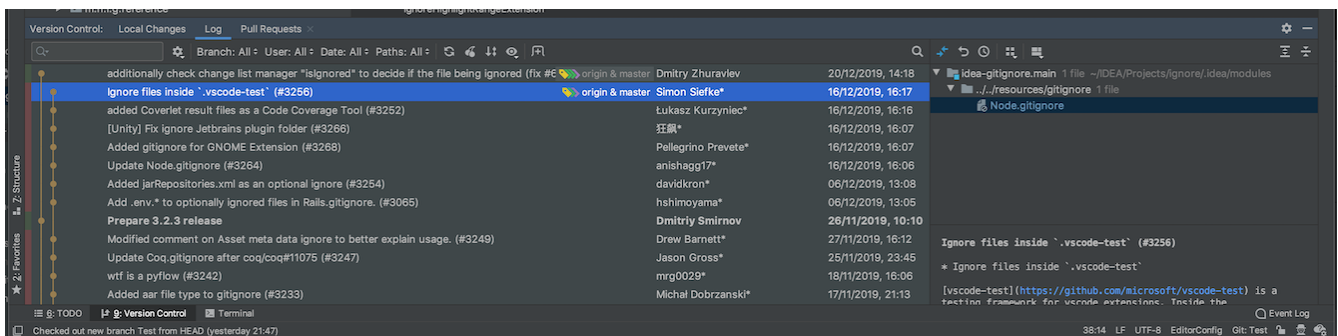 m.h.i.g.reference IgnoreHighlightRangeExtension
Version Control: Local Changes Log Pull Requests
Branch: All User: All Date: All Paths: All
additionally check change list manager "isIgnored" to decide if the file being ignored (fix #6 origin & master Dmitry Zhuravlev 20/12/2019, 14:18
Ignore files inside `.vscode-test` (#3256) origin & master Simon Siefke* 16/12/2019, 16:17
added Coverlet result files as a Code Coverage Tool (#3252) Łukasz Kurzyniec* 16/12/2019, 16:16
[Unity] Fix ignore Jetbrains plugin folder (#3266) 狂飙* 16/12/2019, 16:07
Added gitignore for GNOME Extension (#3268) Pellegrino Prevete* 16/12/2019, 16:07
Update Node.gitignore (#3264) anishagg17* 16/12/2019, 16:06
Added jarRepositories.xml as an optional ignore (#3254) davidkron* 06/12/2019, 13:08
Add .env.* to optionally ignored files in Rails.gitignore. (#3065) hshimoyama* 06/12/2019, 13:05
Prepare 3.2.3 release Dmitriy Smirnov 26/11/2019, 10:10
Modified comment on Asset meta data ignore to better explain usage. (#3249) Drew Barnett* 27/11/2019, 16:12
Update Coq.gitignore after coq/coq#11075 (#3247) Jason Gross* 25/11/2019, 23:45
wtf is a pyflow (#3242) mrg0029* 18/11/2019, 16:06
Added aar file type to gitignore (#3233) Michał Dobrzanski* 17/11/2019, 21:13
idea-gitignore.main 1 file ~/IDEA/Projects/ignore/.idea/modules
../../resources/gitignore 1 file
Node.gitignore
Ignore files inside `.vscode-test` (#3256)
* Ignore files inside `.vscode-test`
[vscode-test](https://github.com/microsoft/vscode-test) is a
testing framework for vscode extensions. Inside the
Z: Structure
2: Favorites
6: TODO 9: Version Control Terminal Event Log
Checked out new branch Test from HEAD (yesterday 21:47) 38:14 LF UTF-8 EditorConfig Git: Test